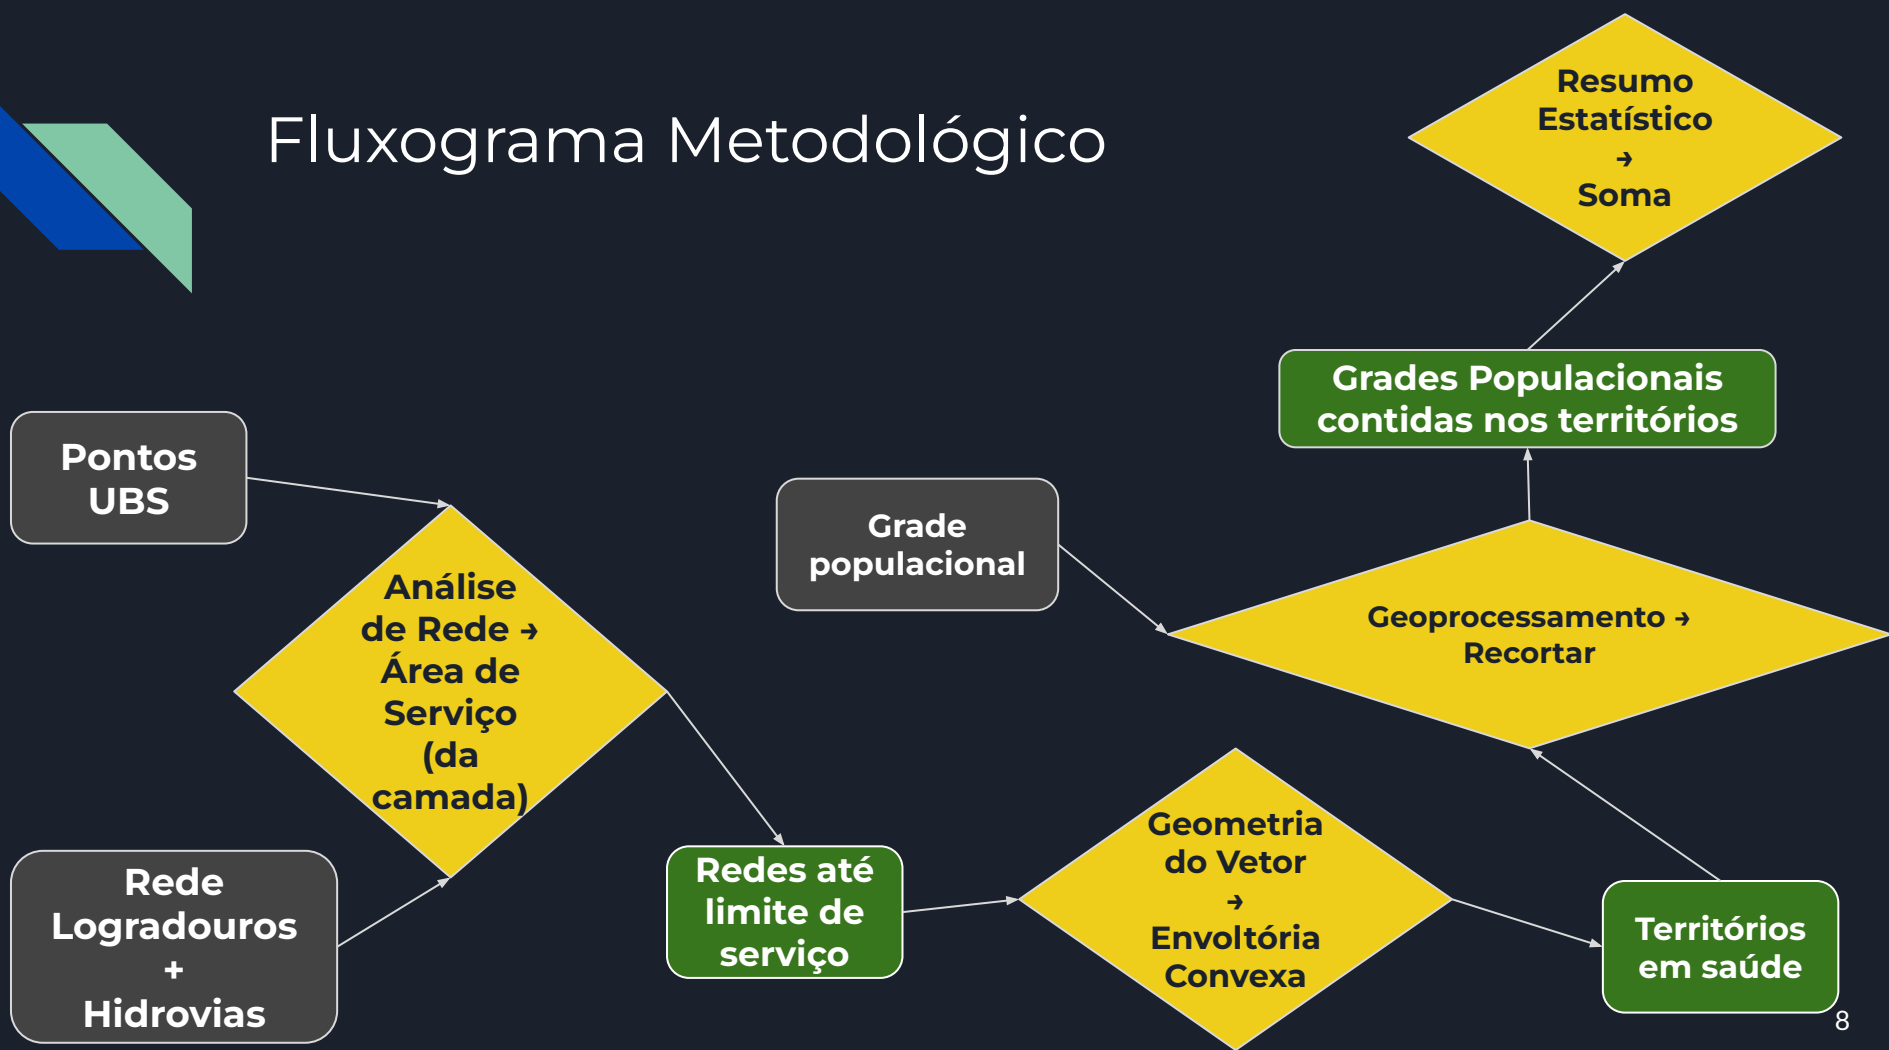 Fluxograma Metodológico
Resumo
Estatístico
→
Soma
Grades Populacionais
contidas nos territórios
Pontos
UBS
Grade
populacional
Análise
de Rede →
Área de
Serviço
(da
camada)
Geoprocessamento →
Recortar
Rede
Logradouros
+
Hidrovias
Redes até
limite de
serviço
Geometria
do Vetor
→
Envoltória
Convexa
Territórios
em saúde
8